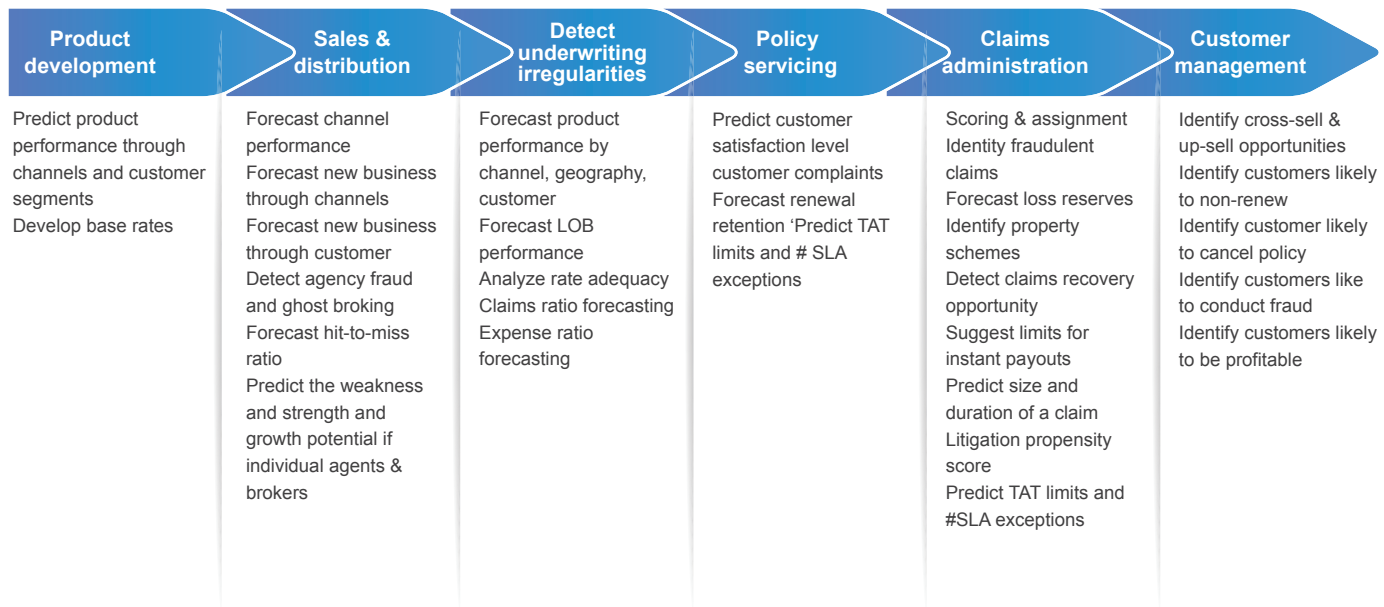 Product
development
Sales &
distribution
Detect
underwriting
irregularities
Policy
servicing
Claims
administration
Customer
management
Predict product
performance through
channels and customer
segments
Develop base rates
Forecast channel
performance
Forecast new business
through channels
Forecast new business
through customer
Detect agency fraud
and ghost broking
Forecast hit-to-miss
ratio
Predict the weakness
and strength and
growth potential if
individual agents &
brokers
Forecast product
performance by
channel, geography,
customer
Forecast LOB
performance
Analyze rate adequacy
Claims ratio forecasting
Expense ratio
forecasting
Predict customer
satisfaction level
customer complaints
Forecast renewal
retention ‘Predict TAT
limits and # SLA
exceptions
Scoring & assignment
Identity fraudulent
claims
Forecast loss reserves
Identify property
schemes
Detect claims recovery
opportunity
Suggest limits for
instant payouts
Predict size and
duration of a claim
Litigation propensity
score
Predict TAT limits and
#SLA exceptions
Identify cross-sell &
up-sell opportunities
Identify customers likely
to non-renew
Identify customer likely
to cancel policy
Identify customers like
to conduct fraud
Identify customers likely
to be profitable